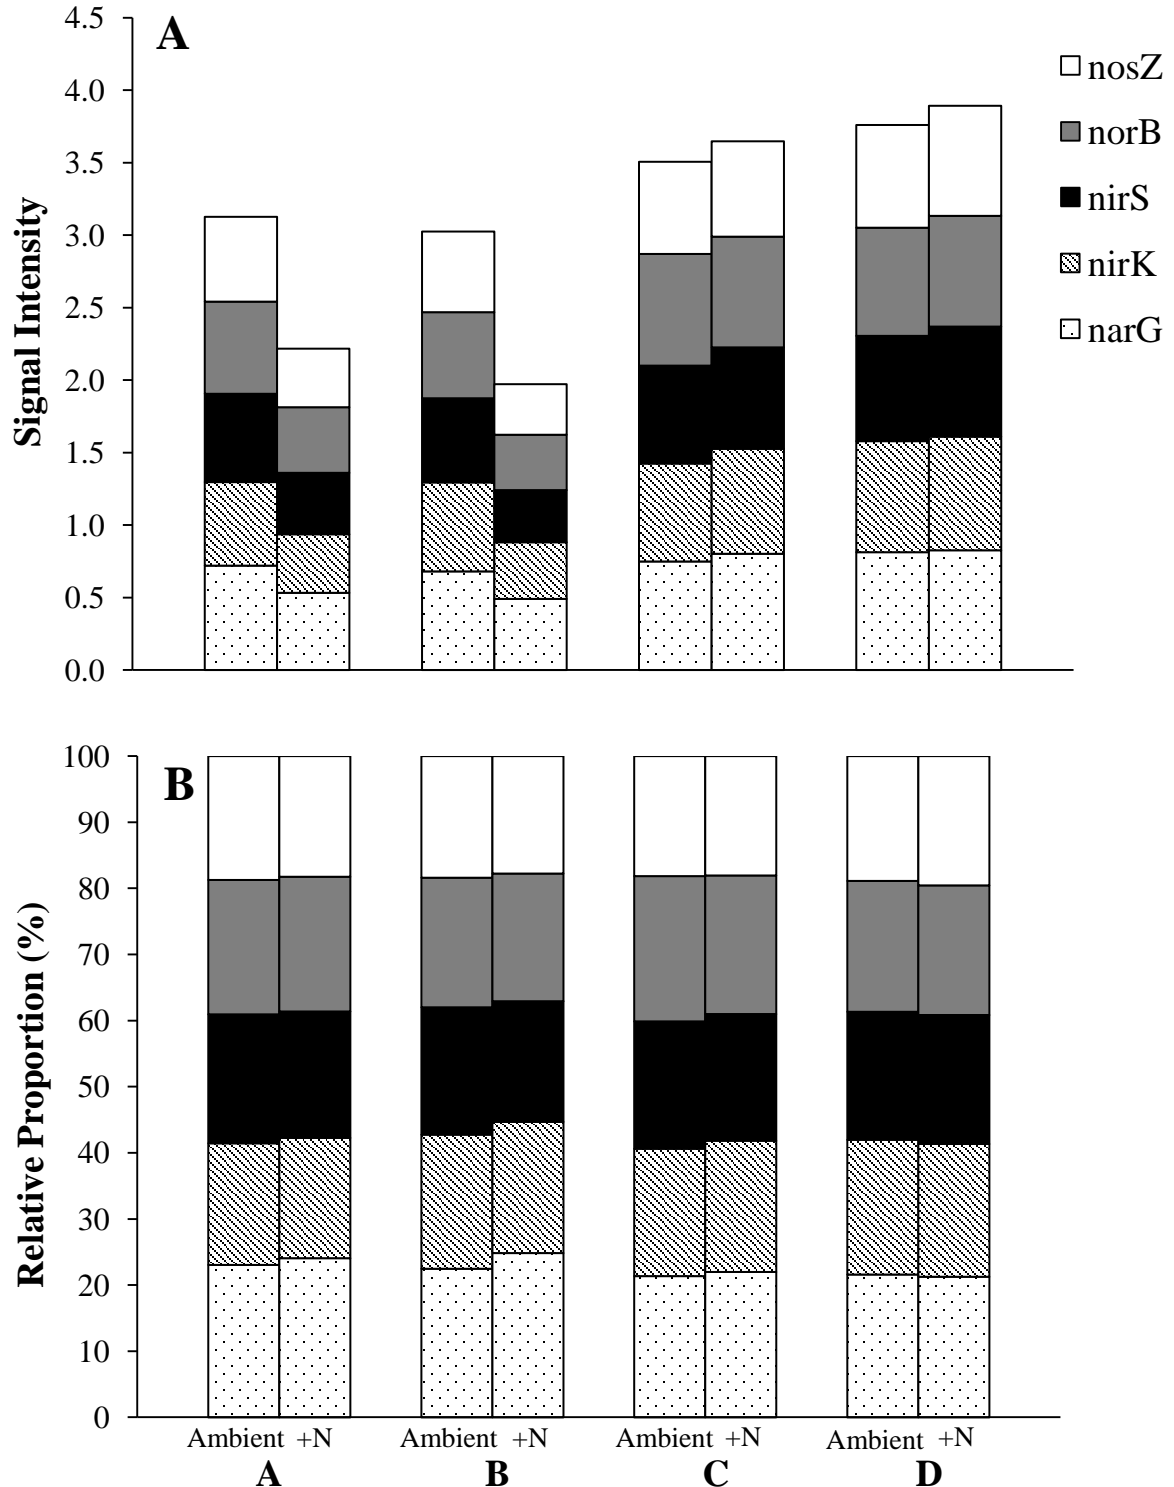 A
4.5
4.0
3.5
3.0
2.5
2.0
1.5
1.0
0.5
0.0
Signal Intensity
nosZ
norB
nirS
nirK
narG
B
100
90
80
70
60
50
40
30
20
10
0
Relative Proportion (%)
Ambient +N Ambient +N Ambient +N Ambient +N
A B C D